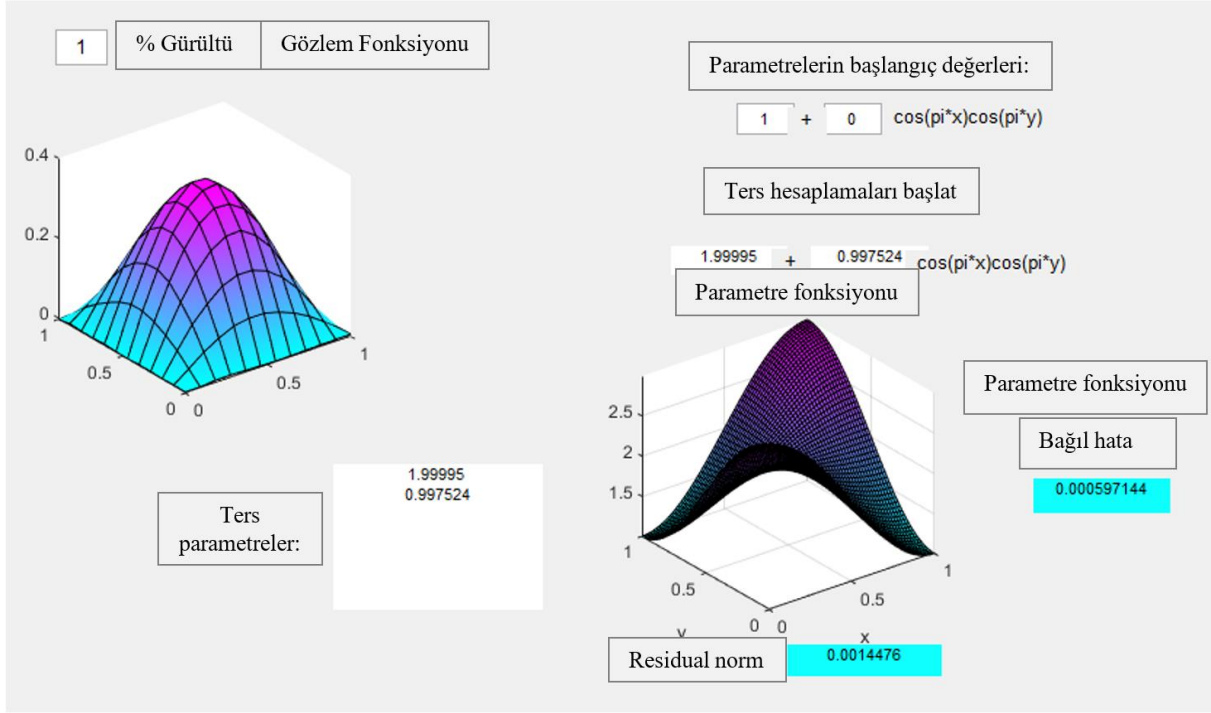 1
% Gürültü
Gözlem Fonksiyonu
Parametrelerin başlangıç değerleri:
1 + 0 cos(pi*x)cos(pi*y)
Ters hesaplamaları başlat
1.99995 + 0.997524 cos(pi*x)cos(pi*y)
Parametre fonksiyonu
0.4
0.2
0
1
0.5
0
0
0.5
1
2.5
2
1.5
1
0.5
0
0
0.5
1
y
x
Parametre fonksiyonu
Bağıl hata
0.000597144
Ters
parametreler:
1.99995
0.997524
Residual norm
0.0014476